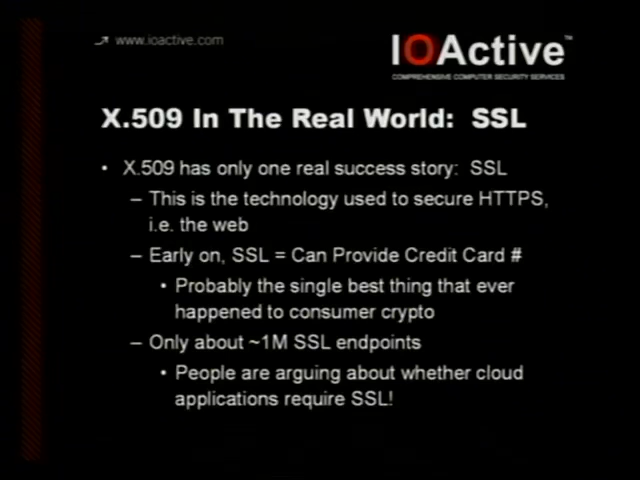 www.ioactive.com
IOActive™
COMPREHENSIVE COMPUTER SECURITY SERVICES
X.509 In The Real World: SSL
• X.509 has only one real success story: SSL
– This is the technology used to secure HTTPS,
i.e. the web
– Early on, SSL = Can Provide Credit Card #
• Probably the single best thing that ever
happened to consumer crypto
– Only about ~1M SSL endpoints
• People are arguing about whether cloud
applications require SSL!